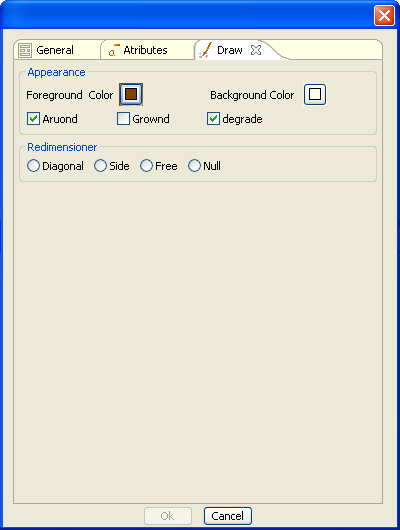 General Atributes Draw
Appearance
Foreground Color Background Color
Aruond Grownd degrade
Redimensioner
Diagonal Side Free Null
Ok Cancel